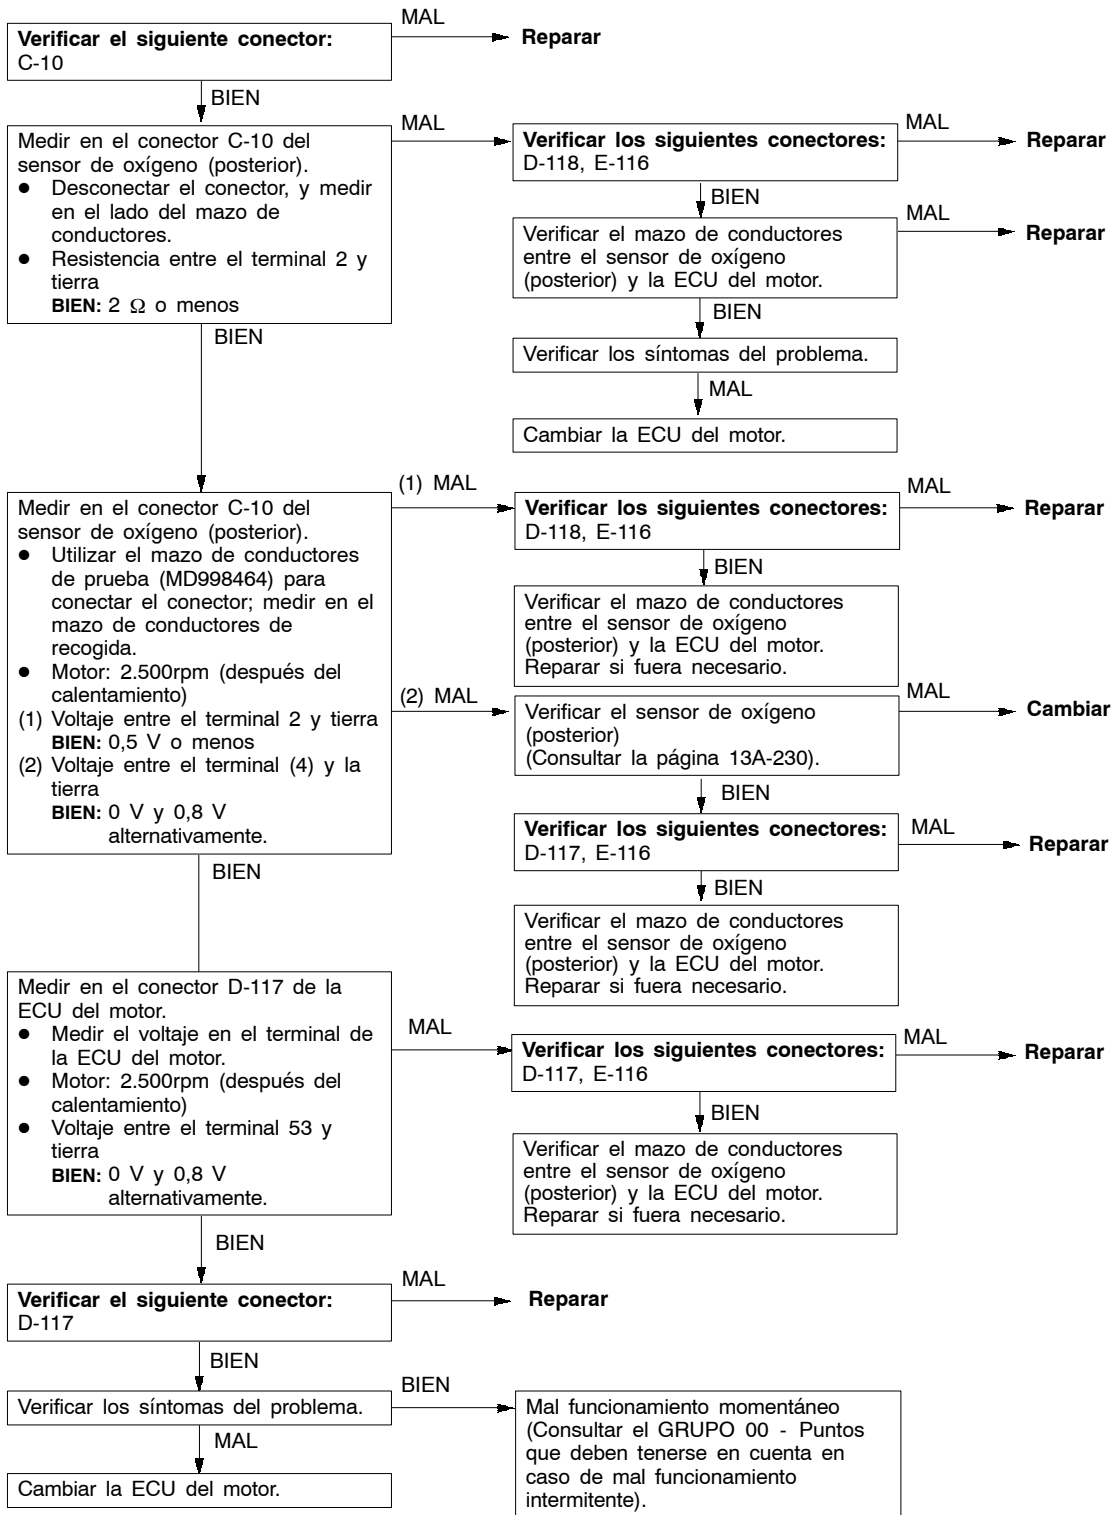 MAL
Verificar el siguiente conector:
C-10
Reparar
BIEN
Medir en el conector C-10 del
sensor de oxígeno (posterior).
● Desconectar el conector, y medir
en el lado del mazo de
conductores.
● Resistencia entre el terminal 2 y
tierra
BIEN: 2 Ω o menos
MAL
Verificar los siguientes conectores:
D-118, E-116
MAL
Reparar
BIEN
Verificar el mazo de conductores
entre el sensor de oxígeno
(posterior) y la ECU del motor.
MAL
Reparar
BIEN
Verificar los síntomas del problema.
MAL
Cambiar la ECU del motor.
BIEN
Medir en el conector C-10 del
sensor de oxígeno (posterior).
● Utilizar el mazo de conductores
de prueba (MD998464) para
conectar el conector; medir en el
mazo de conductores de
recogida.
● Motor: 2.500rpm (después del
calentamiento)
(1) Voltaje entre el terminal 2 y tierra
BIEN: 0,5 V o menos
(2) Voltaje entre el terminal (4) y la
tierra
BIEN: 0 V y 0,8 V
alternativamente.
(1) MAL
Verificar los siguientes conectores:
D-118, E-116
MAL
Reparar
BIEN
Verificar el mazo de conductores
entre el sensor de oxígeno
(posterior) y la ECU del motor.
Reparar si fuera necesario.
(2) MAL
Verificar el sensor de oxígeno
(posterior)
(Consultar la página 13A-230).
MAL
Cambiar
BIEN
Verificar los siguientes conectores:
D-117, E-116
MAL
Reparar
BIEN
Verificar el mazo de conductores
entre el sensor de oxígeno
(posterior) y la ECU del motor.
Reparar si fuera necesario.
BIEN
Medir en el conector D-117 de la
ECU del motor.
● Medir el voltaje en el terminal de
la ECU del motor.
● Motor: 2.500rpm (después del
calentamiento)
● Voltaje entre el terminal 53 y
tierra
BIEN: 0 V y 0,8 V
alternativamente.
MAL
Verificar los siguientes conectores:
D-117, E-116
MAL
Reparar
BIEN
Verificar el mazo de conductores
entre el sensor de oxígeno
(posterior) y la ECU del motor.
Reparar si fuera necesario.
BIEN
Verificar el siguiente conector:
D-117
MAL
Reparar
BIEN
Verificar los síntomas del problema.
BIEN
Mal funcionamiento momentáneo
(Consultar el GRUPO 00 - Puntos
que deben tenerse en cuenta en
caso de mal funcionamiento
intermitente).
MAL
Cambiar la ECU del motor.